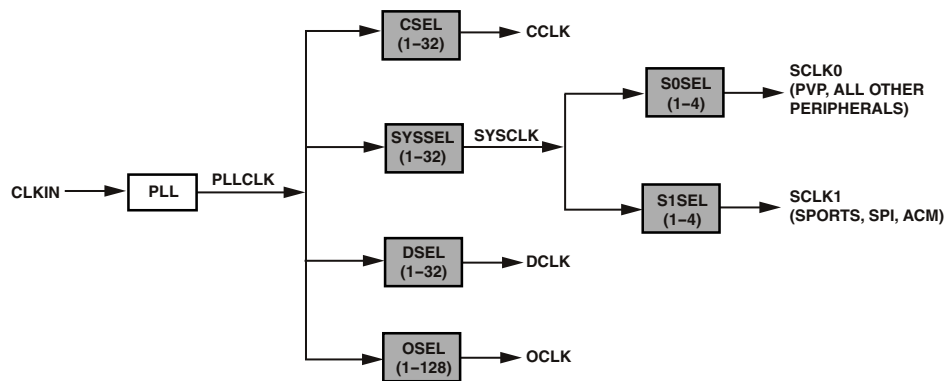 CSEL
(1–32)
CCLK
S0SEL
(1–4)
SCLK0
(PVP, ALL OTHER
PERIPHERALS)
SYSSEL
(1–32)
SYSCLK
CLKIN
PLL
PLLCLK
S1SEL
(1–4)
SCLK1
(SPORTS, SPI, ACM)
DSEL
(1–32)
DCLK
OSEL
(1–128)
OCLK